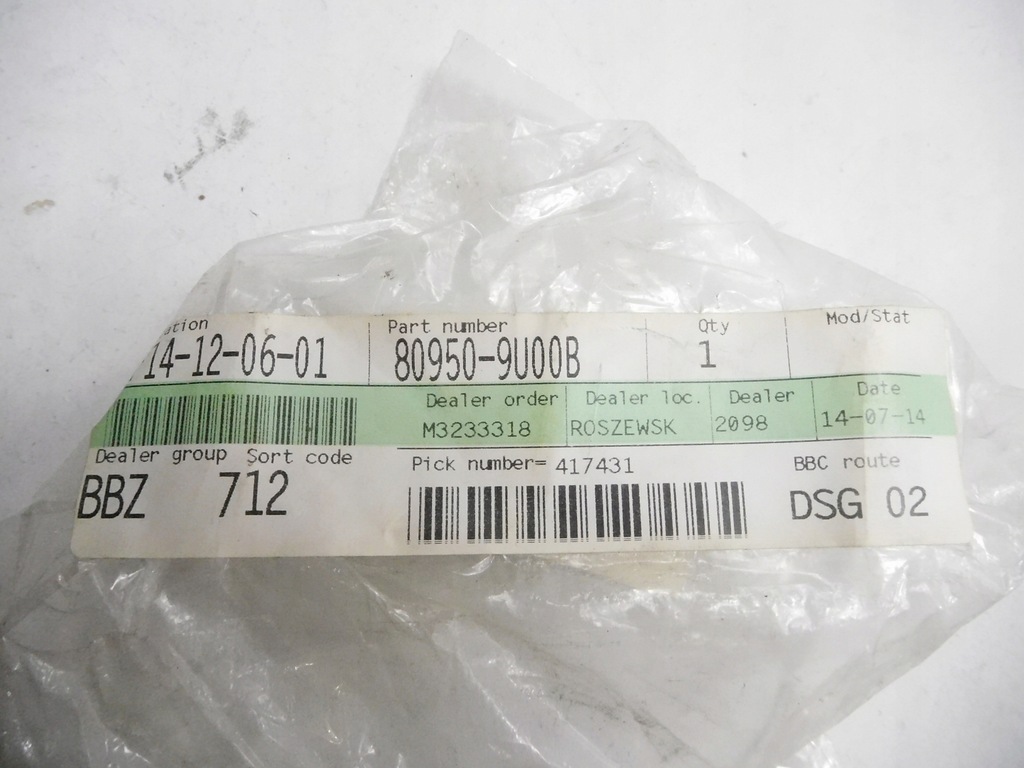 Part number Qty Mod/Stat
14-12-06-01 80950-9U00B 1
Dealer order Dealer loc. Dealer Date
M3233318 ROSZEWSK 2098 14-07-14
Dealer group Sort code Pick number= 417431 BBC route
BBZ 712 DSG 02